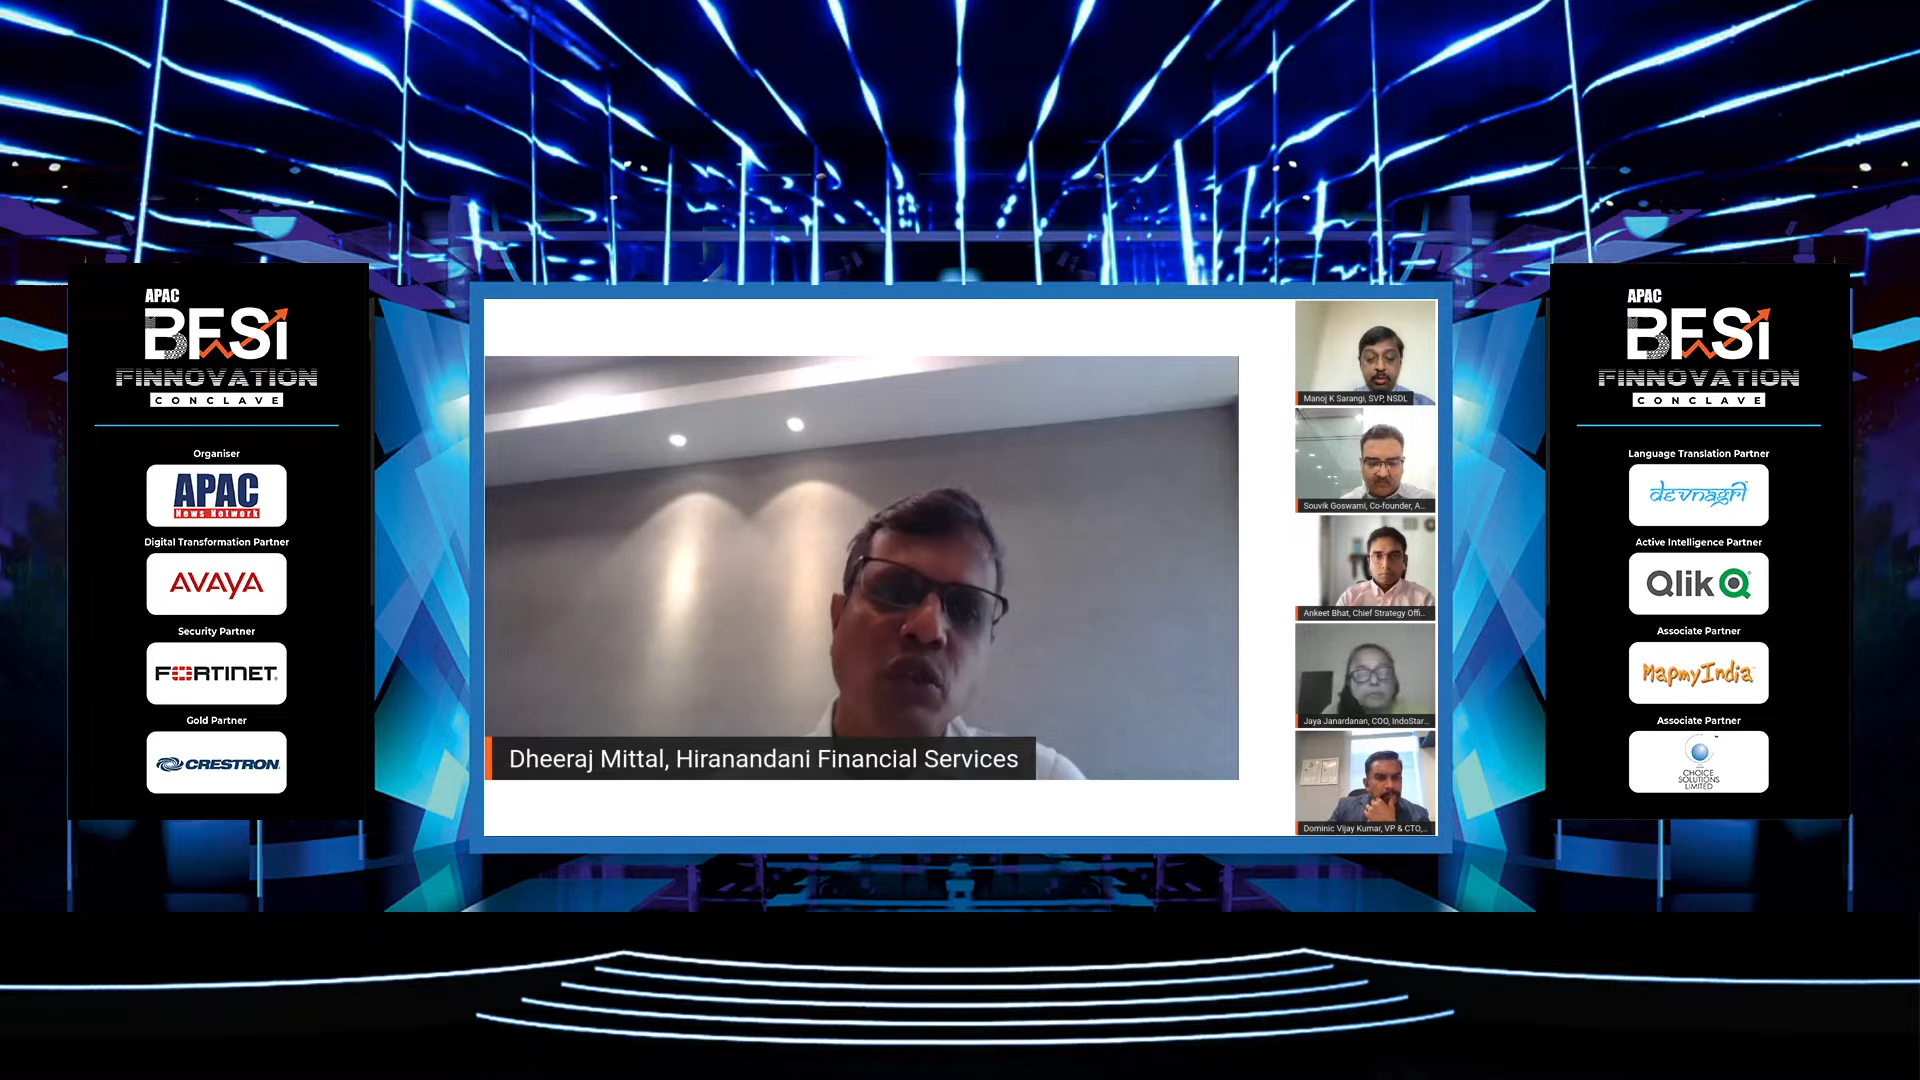 APAC
BFSI
FINNOVATION
CONCLAVE
Organiser
APAC
News Network
Digital Transformation Partner
AVAYA
Security Partner
FORTINET
Gold Partner
CRESTRON
Dheeraj Mittal, Hiranandani Financial Services
Manoj K Sarangi, SVP, NSDL
Souvik Goswami, Co-founder, A...
Ankeet Bhat, Chief Strategy Offi...
Jaya Janardanan, COO, IndoStar...
Dominic Vijay Kumar, VP & CTO,...
APAC
BFSI
FINNOVATION
CONCLAVE
Language Translation Partner
devnagri
Active Intelligence Partner
Qlik
Associate Partner
MapmyIndia
Associate Partner
CHOICE
SOLUTIONS
LIMITED